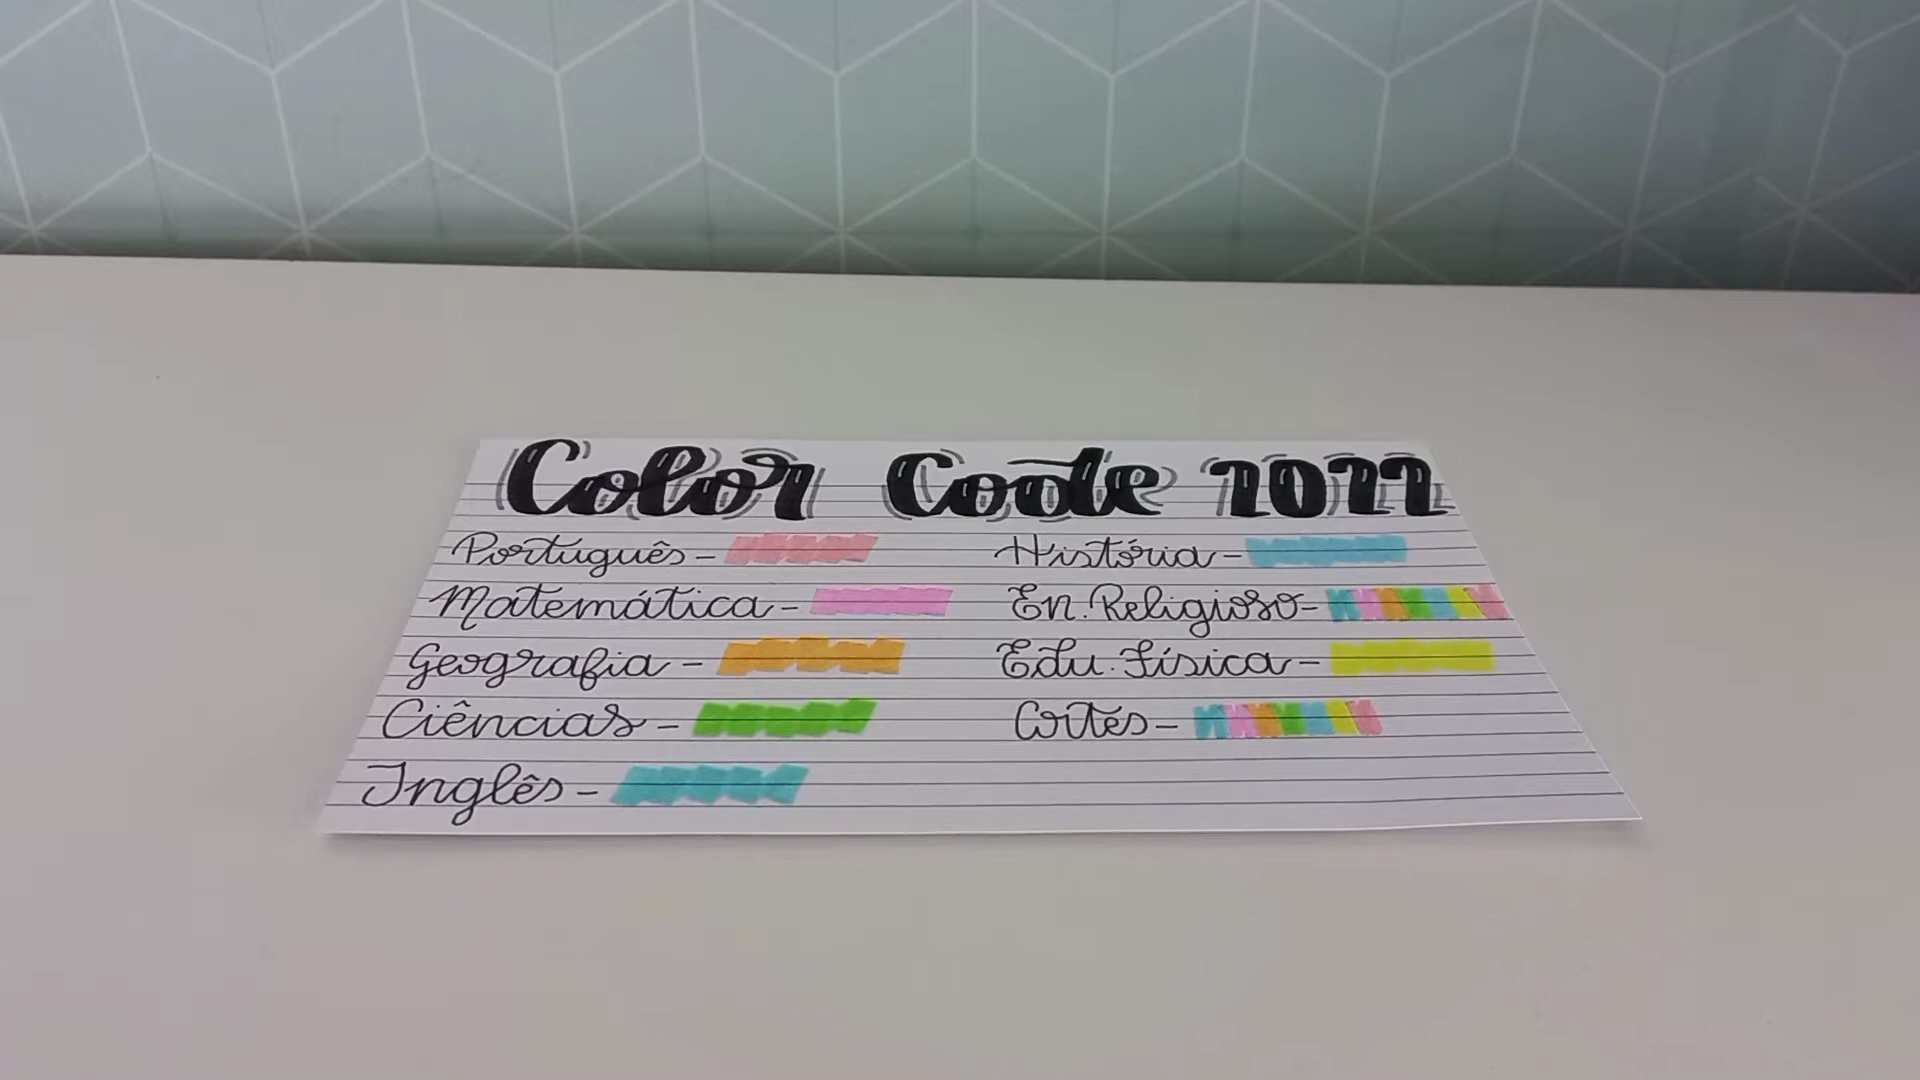 Color Code 2022
Português -
Matemática -
Geografia -
Ciências -
Inglês -
História -
En. Religioso -
Edu. Física -
Artes -